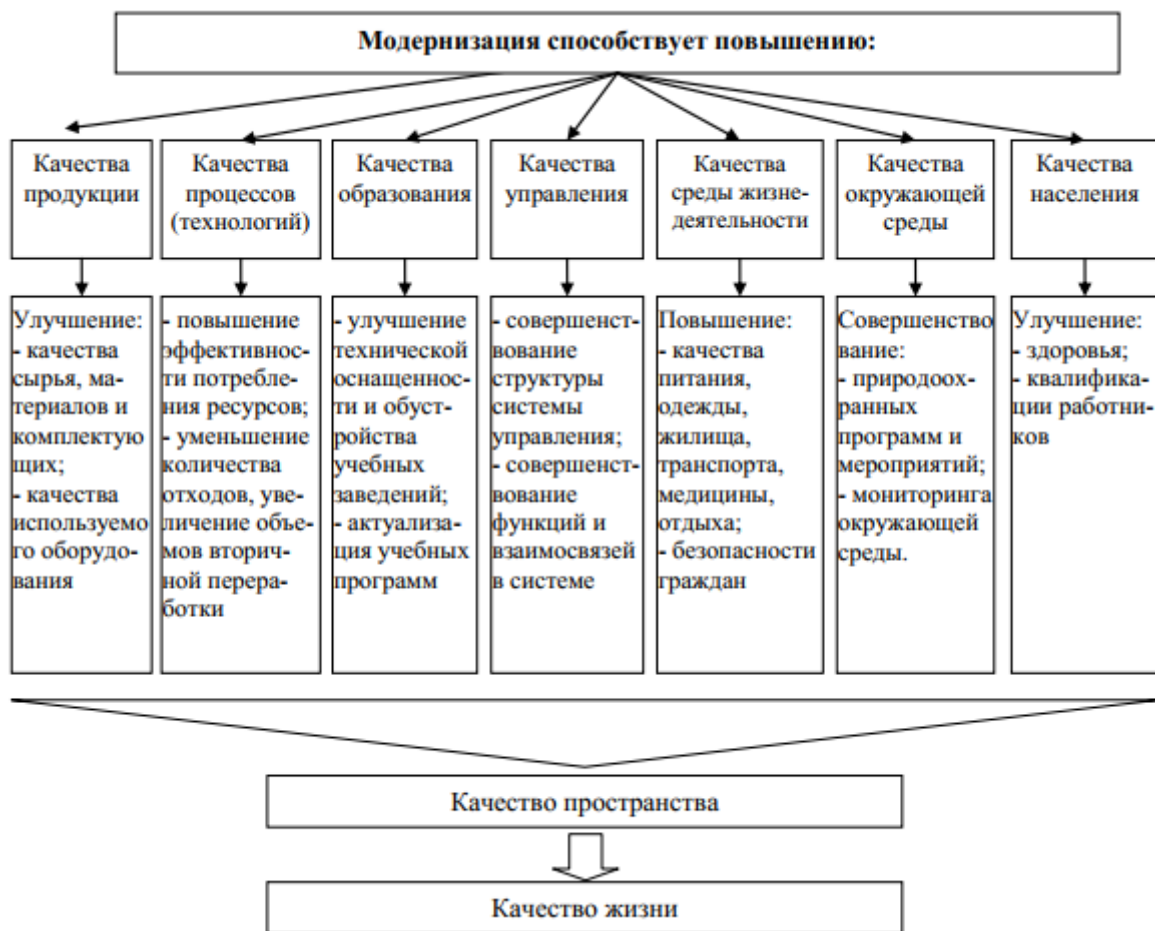 Модернизация способствует повышению:
Качества
продукции
Качества
процессов
(технологий)
Качества
образования
Качества
управления
Качества
среды жизне-
деятельности
Качества
окружающей
среды
Качества
населения
Улучшение:
- качества
сырья, ма-
териалов и
комплектую
щих;
- качества
используемо
го оборудо-
вания
- повышение
эффективнос-
ти потребле-
ния ресурсов;
- уменьшение
количества
отходов, уве-
личение объе-
мов вторич-
ной перера-
ботки
- улучшение
технической
оснащеннос-
ти и обуст-
ройства
учебных
заведений;
- актуализа-
ция учебных
программ
- совершенст-
вование
структуры
системы
управления;
- совершенст-
вование
функций и
взаимосвязей
в системе
Повышение:
- качества
питания,
одежды,
жилища,
транспорта,
медицины,
отдыха;
- безопасности
граждан
Совершенство
вание:
- природоох-
ранных
программ и
мероприятий;
- мониторинга
окружающей
среды.
Улучшение:
- здоровья;
- квалифика-
ции работни-
ков
Качество пространства
Качество жизни